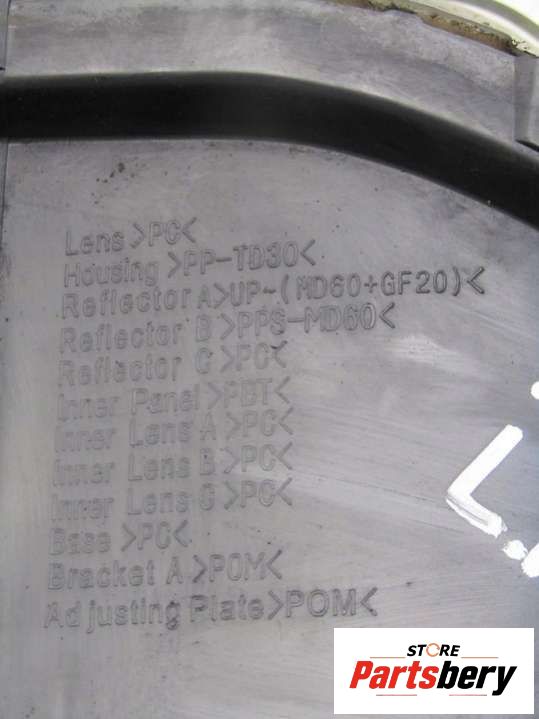 Lens >PC<
Housing >PP-TD30<
Reflector A>UP-(MD60+GF20)<
Reflector B >PPS-MD60<
Reflector C >PC<
Inner Panel>PBT<
Inner Lens A >PC<
Inner Lens B >PC<
Inner Lens C >PC<
Base >PC<
Bracket A >POM<
Adjusting Plate>POM<
L.
STORE
Partsbery